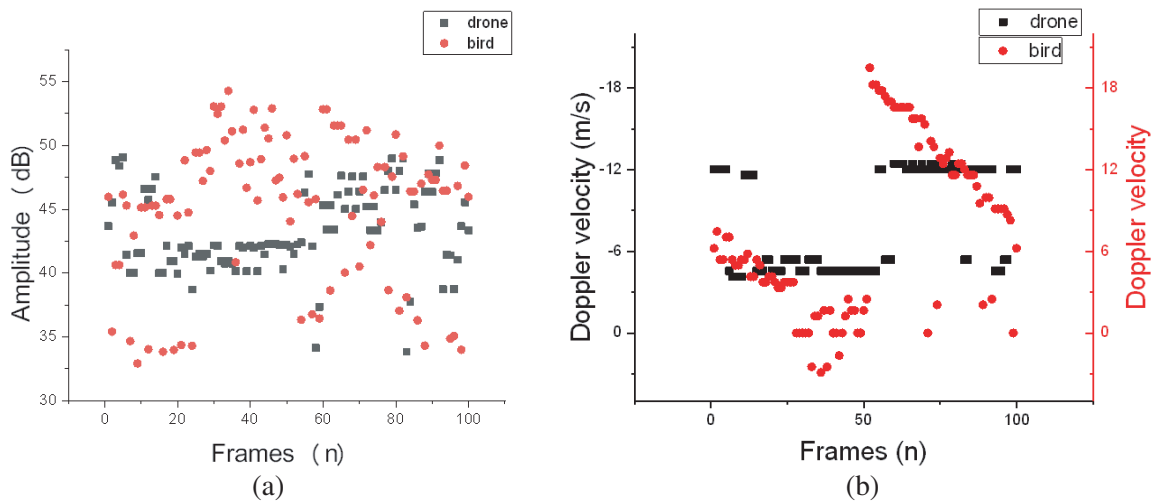 drone
bird
55
50
45
40
35
30
0
20
40
60
80
100
Amplitude ( dB)
Frames ( n)
(a)
drone
bird
-18
-12
-6
0
18
12
6
0
0
50
100
Doppler velocity (m/s)
Doppler velocity
Frames (n)
(b)